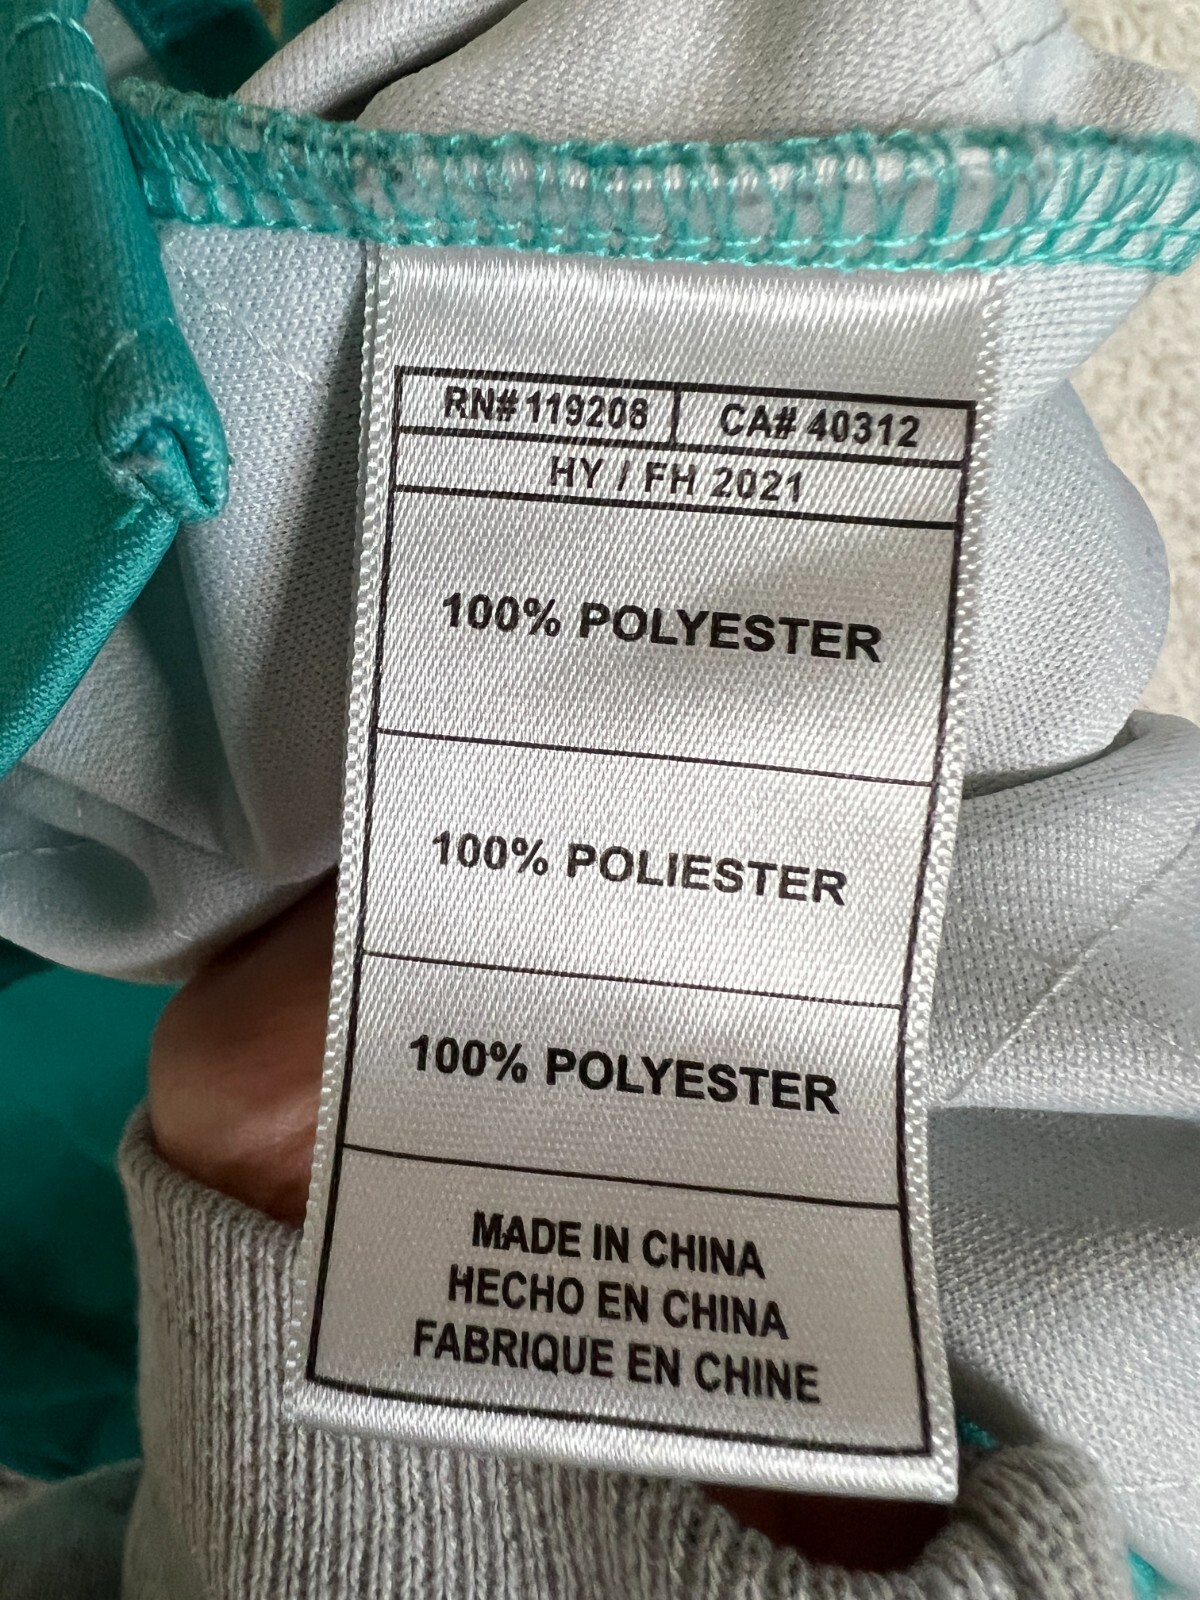 RN# 119208 CA# 40312
HY / FH 2021
100% POLYESTER
100% POLIESTER
100% POLYESTER
MADE IN CHINA
HECHO EN CHINA
FABRIQUE EN CHINE